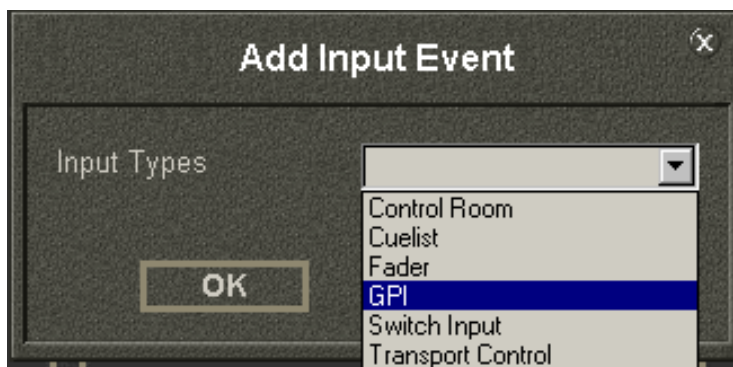 Add Input Event
Input Types
Control Room
Cuelist
Fader
OK
GPI
Switch Input
Transport Control